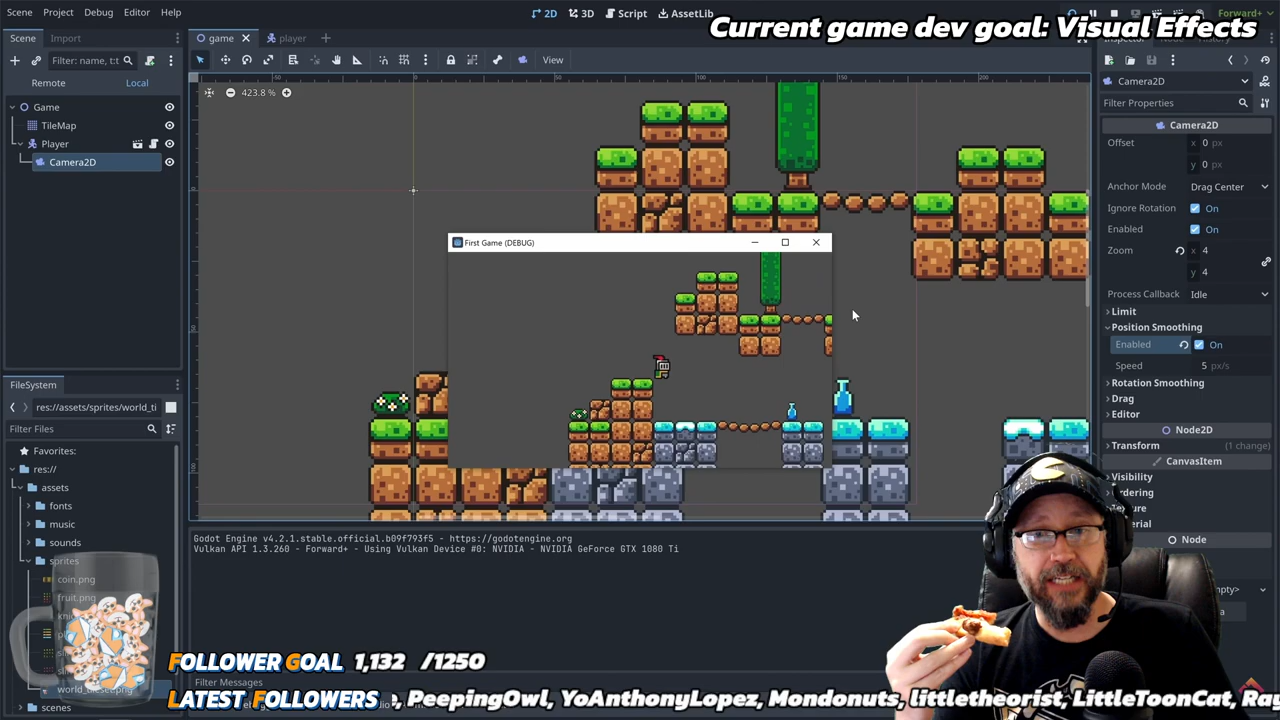 Scene Project Debug Editor Help
2D 3D Script AssetLib
Forward+
Current game dev goal: Visual Effects
Scene Import
game player
Filter: name, t:t
View
Remote Local
423.8 %
Game
TileMap
Player
Camera2D
Camera2D
Filter Properties
Camera2D
Offset x 0 px
y 0 px
Anchor Mode Drag Center
Ignore Rotation On
Enabled On
Zoom x 4
y 4
Process Callback Idle
Limit
Position Smoothing
Enabled On
Speed 5 px/s
Rotation Smoothing
Drag
Editor
Node2D
Transform (1 change)
CanvasItem
Visibility
Ordering
Node
First Game (DEBUG)
FileSystem
res://assets/sprites/world_ti
Filter Files
Favorites:
res://
assets
fonts
music
sounds
sprites
coin.png
fruit.png
world_tileset.png
scenes
Godot Engine v4.2.1.stable.official.b09f793f5 - https://godotengine.org
Vulkan API 1.3.260 - Forward+ - Using Vulkan Device #0: NVIDIA - NVIDIA GeForce GTX 1080 Ti
Filter Messages
Follower Goal 1,132 /1250
Latest Followers e, PeepingOwl, YoAnthonyLopez, Mondonuts, littletheorist, LittleToonCat, Ray